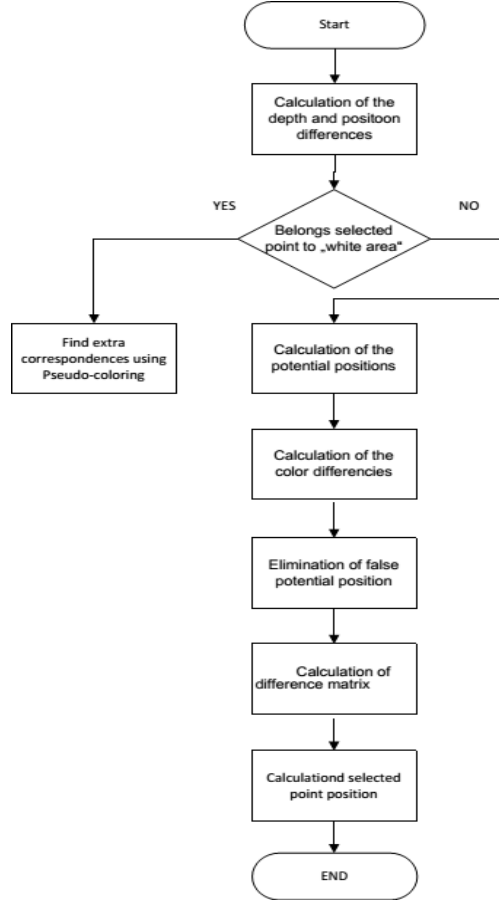 Start
Calculation of the
depth and positoon
differences
YES
NO
Belongs selected
point to „white area“
Find extra
correspondences using
Pseudo-coloring
Calculation of the
potential positions
Calculation of the
color differencies
Elimination of false
potential position
Calculation of
difference matrix
Calculationd selected
point position
END